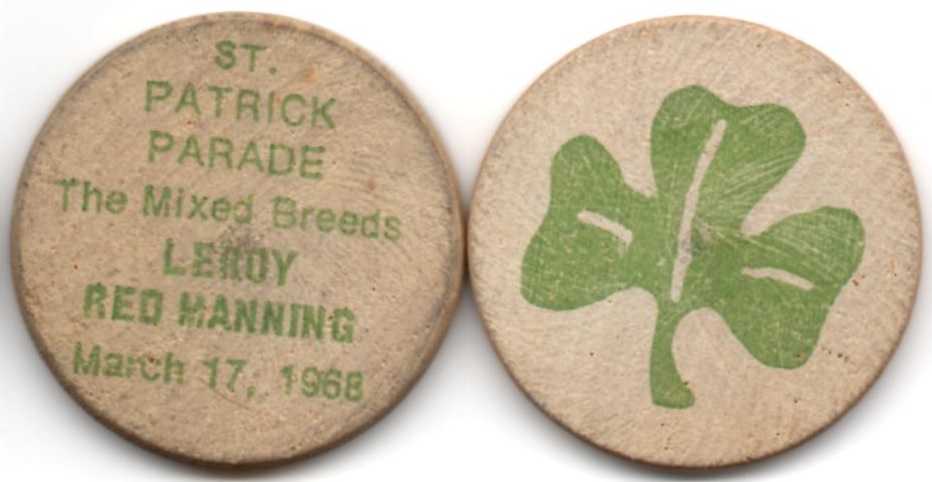 ST.
PATRICK
PARADE
The Mixed Breeds
LEROY
RED MANNING
March 17, 1968